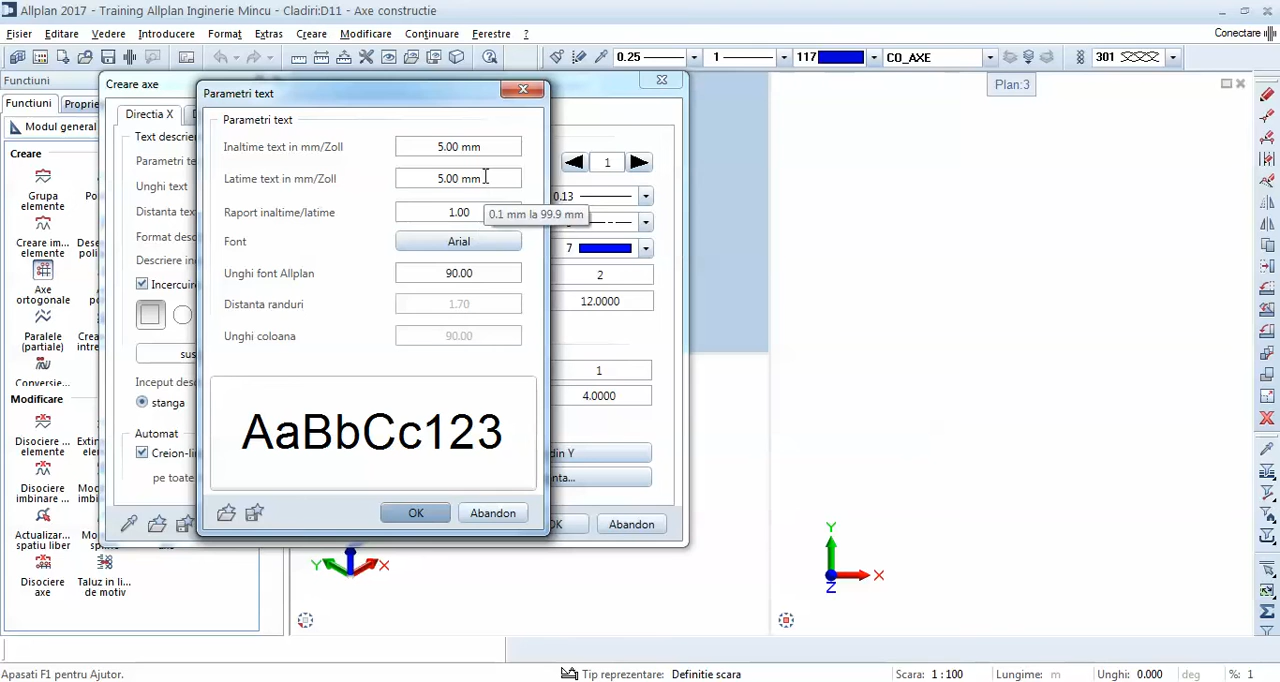 Allplan 2017 - Training Allplan Inginerie Mincu - Cladiri:D11 - Axe constructie
Fisier Editare Vedere Introducere Format Extras Creare Modificare Continuare Ferestre ?
Conectare
0.25 1 117 CO_AXE 301
Functiuni
Creare axe
Parametri text
Plan:3
Functiuni Proprie
Directia X
Modul general
Creare
Grupa elemente
Creare im... elemente
Axe ortogonale
Paralele (partiale)
Conversie...
Modificare
Disociere elemente
Disociere imbinare ...
Actualizar... spatiu liber
Disociere axe
Taluz in li... de motiv
Text descrie
Parametri te
Unghi text
Distanta tex
Format desc
Descriere in
Incercuire
sus
Inceput desc
stanga
Automat
Creion-lin
pe toate
Parametri text
Inaltime text in mm/Zoll 5.00 mm
Latime text in mm/Zoll 5.00 mm
0.1 mm la 99.9 mm
Raport inaltime/latime 1.00
Font Arial
Unghi font Allplan 90.00
Distanta randuri 1.70
Unghi coloana 90.00
AaBbCc123
OK Abandon
1
0.13
7
2
12.0000
1
4.0000
din Y
nta...
OK Abandon
Y X
Y X Z
Apasati F1 pentru Ajutor.
Tip reprezentare: Definitie scara
Scara: 1 : 100
Lungime: m
Unghi: 0.000 deg
%: 1